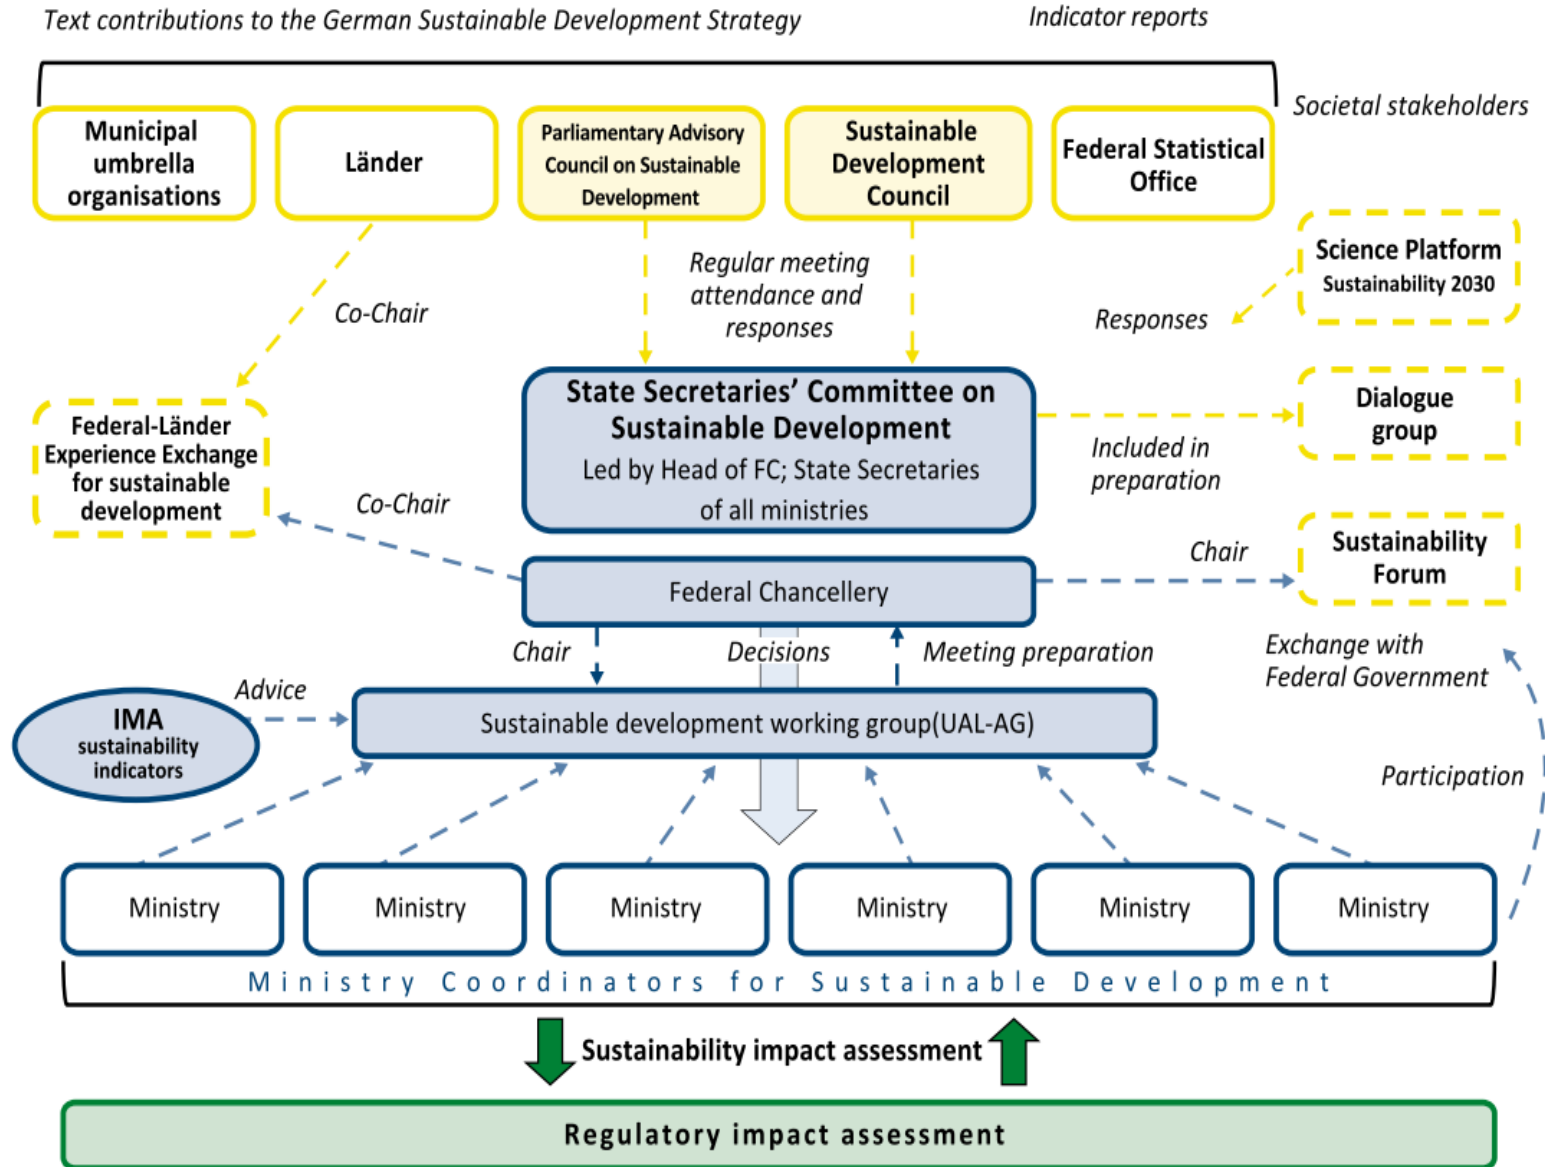 Text contributions to the German Sustainable Development Strategy
Indicator reports
Societal stakeholders
Municipal
umbrella
organisations
Länder
Parliamentary Advisory
Council on Sustainable
Development
Sustainable
Development
Council
Federal Statistical
Office
Science Platform
Sustainability 2030
Regular meeting
attendance and
responses
Co-Chair
Responses
State Secretaries’ Committee on
Sustainable Development
Led by Head of FC; State Secretaries
of all ministries
Dialogue
group
Federal-Länder
Experience Exchange
for sustainable
development
Included in
preparation
Co-Chair
Chair
Sustainability
Forum
Federal Chancellery
Chair
Decisions
Meeting preparation
Exchange with
Federal Government
Advice
IMA
sustainability
indicators
Sustainable development working group(UAL-AG)
Participation
Ministry
Ministry
Ministry
Ministry
Ministry
Ministry
Ministry Coordinators for Sustainable Development
Sustainability impact assessment
Regulatory impact assessment